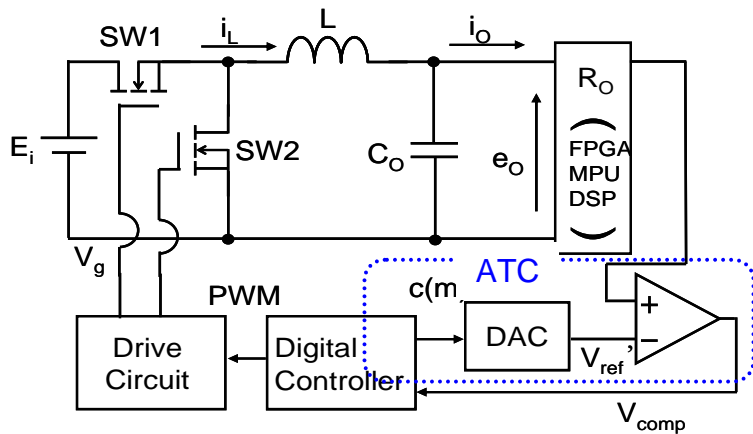 SW1
i_L
L
i_O
R_O
E_i
SW2
C_O
e_O
(FPGA
MPU
DSP)
V_g
ATC
PWM
c(m
+
Drive
Circuit
Digital
Controller
DAC
V_ref'
−
V_comp